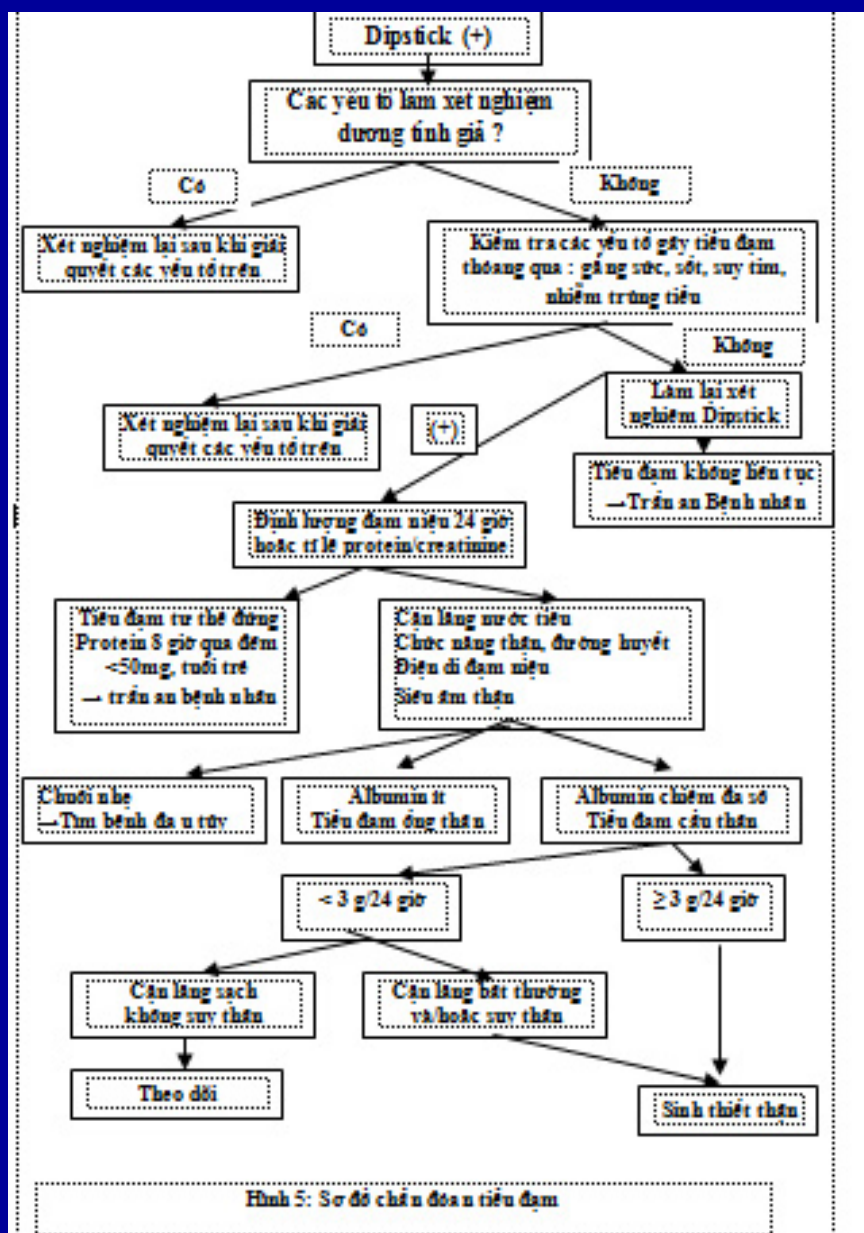 Dipstick (+)
Các yếu tố làm xét nghiệm
dương tính giả ?
Có
Không
Xét nghiệm lại sau khi giải
quyết các yếu tố trên
Kiểm tra các yếu tố gây tiểu đạm
thóang qua : gắng sức, sốt, suy tim,
nhiễm trùng tiểu
Có
Không
Xét nghiệm lại sau khi giải
quyết các yếu tố trên
(+)
Làm lại xét
nghiệm Dipstick
Tiểu đạm không liên tục
→Trấn an Bệnh nhân
Định lượng đạm niệu 24 giờ
hoặc tỉ lệ protein/creatinine
Tiểu đạm tư thế đứng
Protein 8 giờ qua đêm
<50mg, tuổi trẻ
→ trấn an bệnh nhân
Cặn lắng nước tiểu
Chức năng thận, đường huyết
Điện di đạm niệu
Siêu âm thận
Chuỗi nhẹ
→Tìm bệnh đa u tủy
Albumin ít
Tiểu đạm ống thận
Albumin chiếm đa số
Tiểu đạm cầu thận
< 3 g/24 giờ
≥ 3 g/24 giờ
Cặn lắng sạch
không suy thận
Cặn lắng bất thường
và/hoặc suy thận
Theo dõi
Sinh thiết thận
Hình 5: Sơ đồ chẩn đóan tiểu đạm